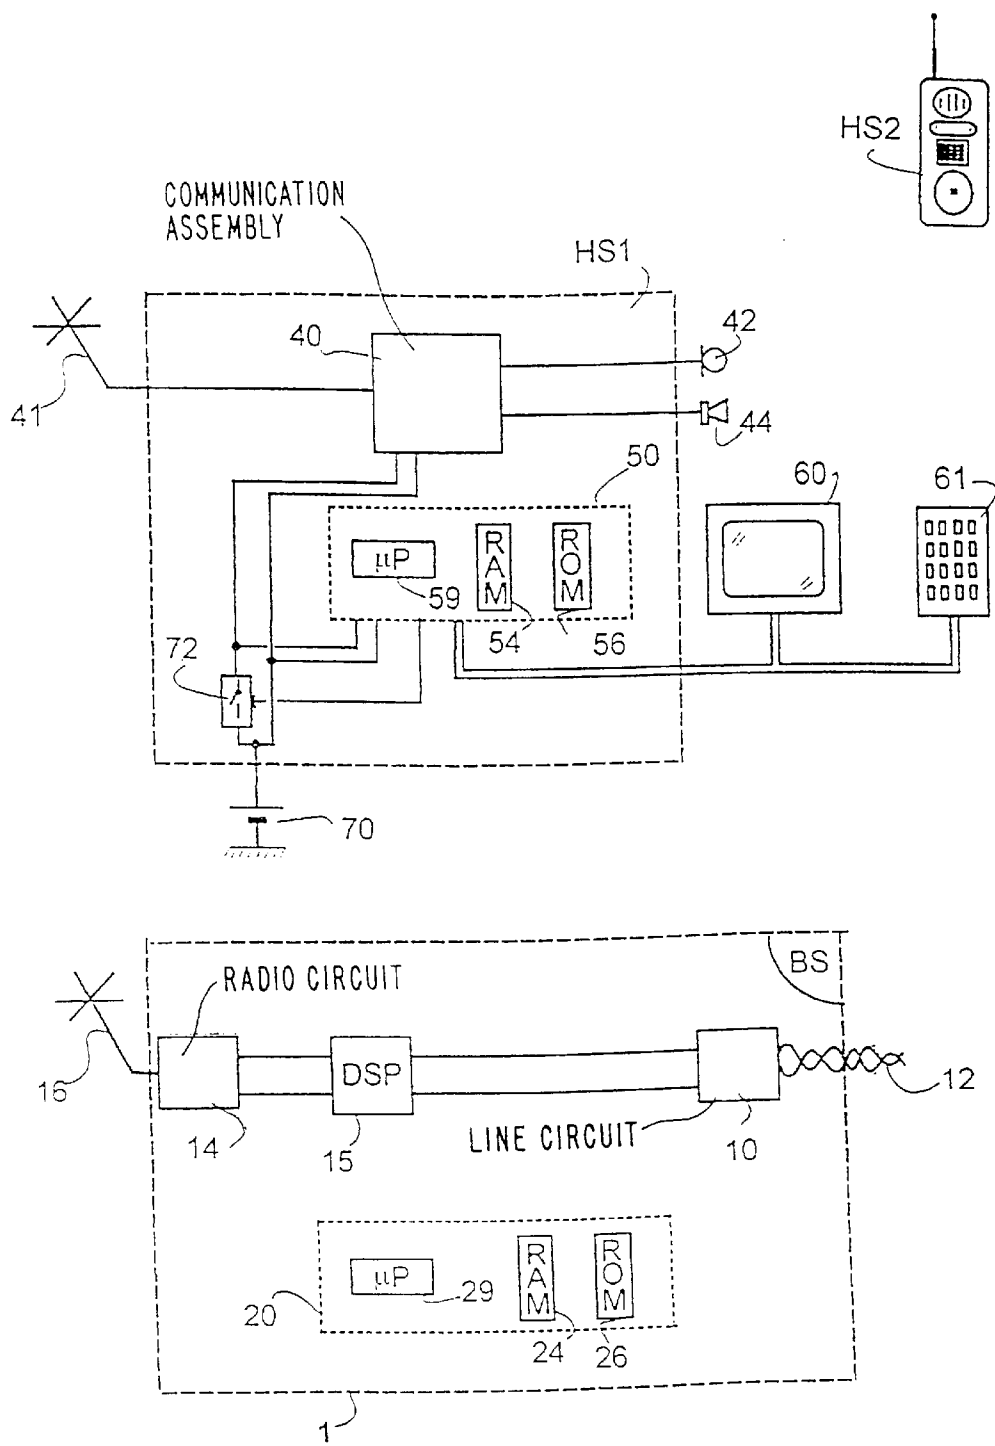 HS2
COMMUNICATION
ASSEMBLY
HS1
40
42
41
44
50
60
61
µP
RAM
ROM
59
54
56
72
70
BS
RADIO CIRCUIT
DSP
16
12
14
15
LINE CIRCUIT
10
µP
RAM
ROM
29
20
24
26
1